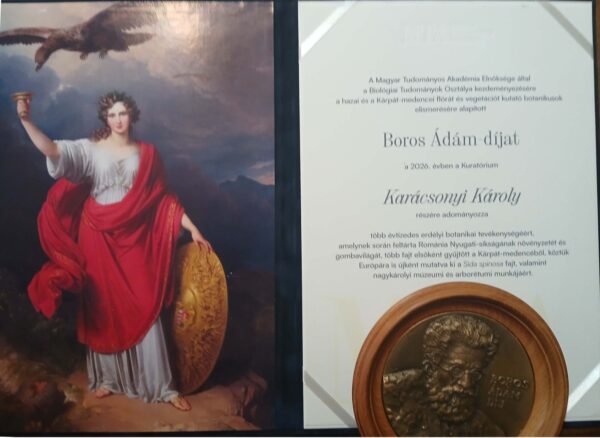 A Magyar Tudományos Akadémia Elnöksége által
a Biológiai Tudományok Osztálya kezdeményezésére
a hazai és a Kárpát-medencei flórát és vegetációt kutató botanikusok
elismerésére alapított
Boros Ádám-díjat
a 2026. évben a Kuratórium
Karácsonyi Károly
részére adományozza
több évtizedes erdélyi botanikai tevékenységéért,
amelynek során feltárta Románia Nyugati-síkságának növényzetét és
gombavilágát, több fajt elsőként gyűjtött a Kárpát-medencéből, köztük
Európára is újként mutatva ki a Sida spinosa fajt, valamint
nagykárolyi múzeumi és arborétumi munkájáért.
BOROS
ÁDÁM
DÍJ